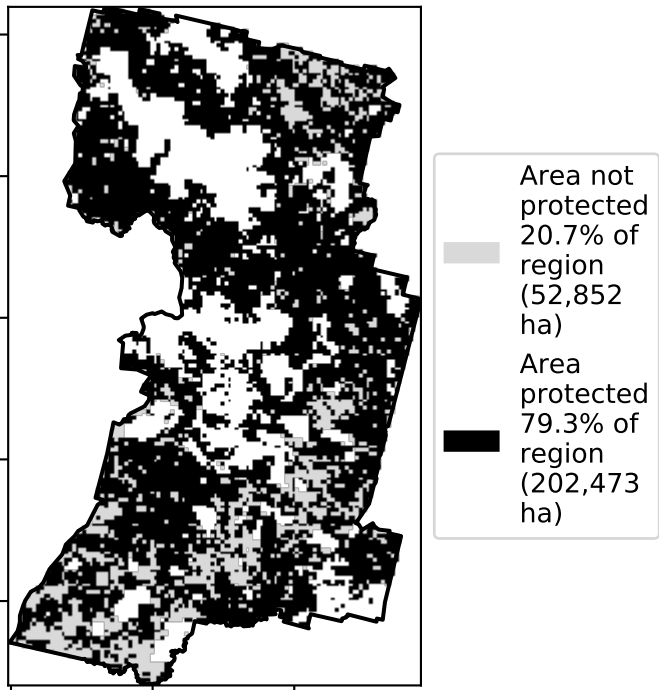 Area not
protected
20.7% of
region
(52,852
ha)
Area
protected
79.3% of
region
(202,473
ha)